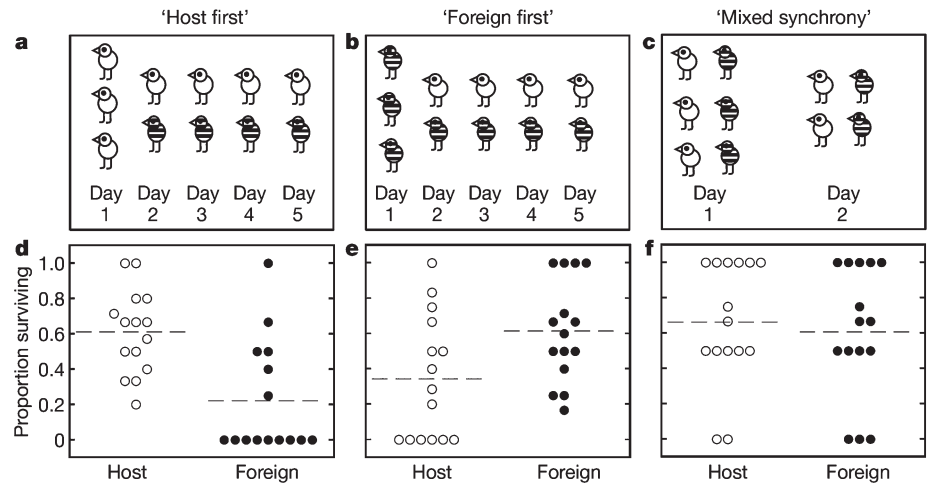 'Host first'
'Foreign first'
'Mixed synchrony'
a
b
c
Day Day Day Day Day
1 2 3 4 5
Day Day Day Day Day
1 2 3 4 5
Day Day
1 2
d
e
f
Proportion surviving
1.0
0.8
0.6
0.4
0.2
0
Host Foreign
Host Foreign
Host Foreign